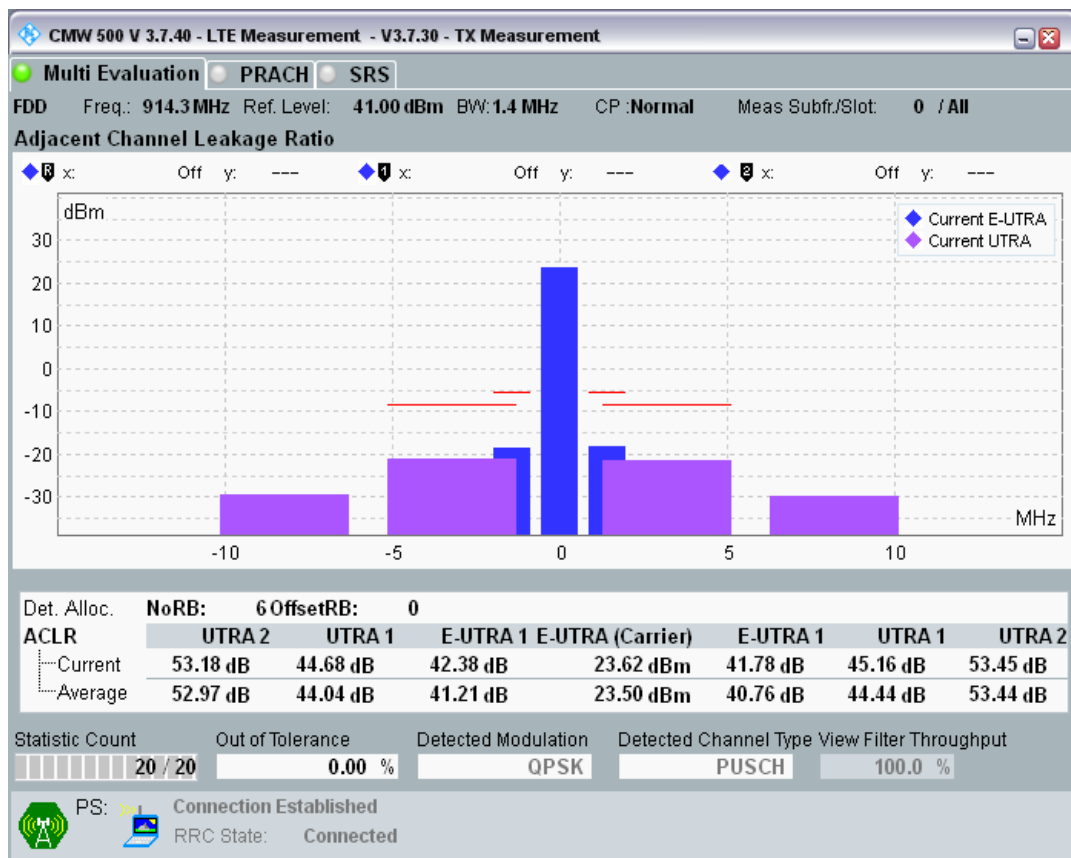 CMW 500 V 3.7.40 - LTE Measurement - V3.7.30 - TX Measurement
Multi Evaluation PRACH SRS
FDD Freq.: 914.3 MHz Ref. Level: 41.00 dBm BW: 1.4 MHz CP :Normal Meas Subfr./Slot: 0 / All
Adjacent Channel Leakage Ratio
R x: Off y: --- 1 x: Off y: --- 2 x: Off y: ---
dBm
Current E-UTRA
Current UTRA
30
20
10
0
-10
-20
-30
MHz
-10 -5 0 5 10
Det. Alloc. NoRB: 6 OffsetRB: 0
ACLR UTRA 2 UTRA 1 E-UTRA 1 E-UTRA (Carrier) E-UTRA 1 UTRA 1 UTRA 2
Current 53.18 dB 44.68 dB 42.38 dB 23.62 dBm 41.78 dB 45.16 dB 53.45 dB
Average 52.97 dB 44.04 dB 41.21 dB 23.50 dBm 40.76 dB 44.44 dB 53.44 dB
Statistic Count Out of Tolerance Detected Modulation Detected Channel Type View Filter Throughput
20 / 20 0.00 % QPSK PUSCH 100.0 %
PS: Connection Established
RRC State: Connected